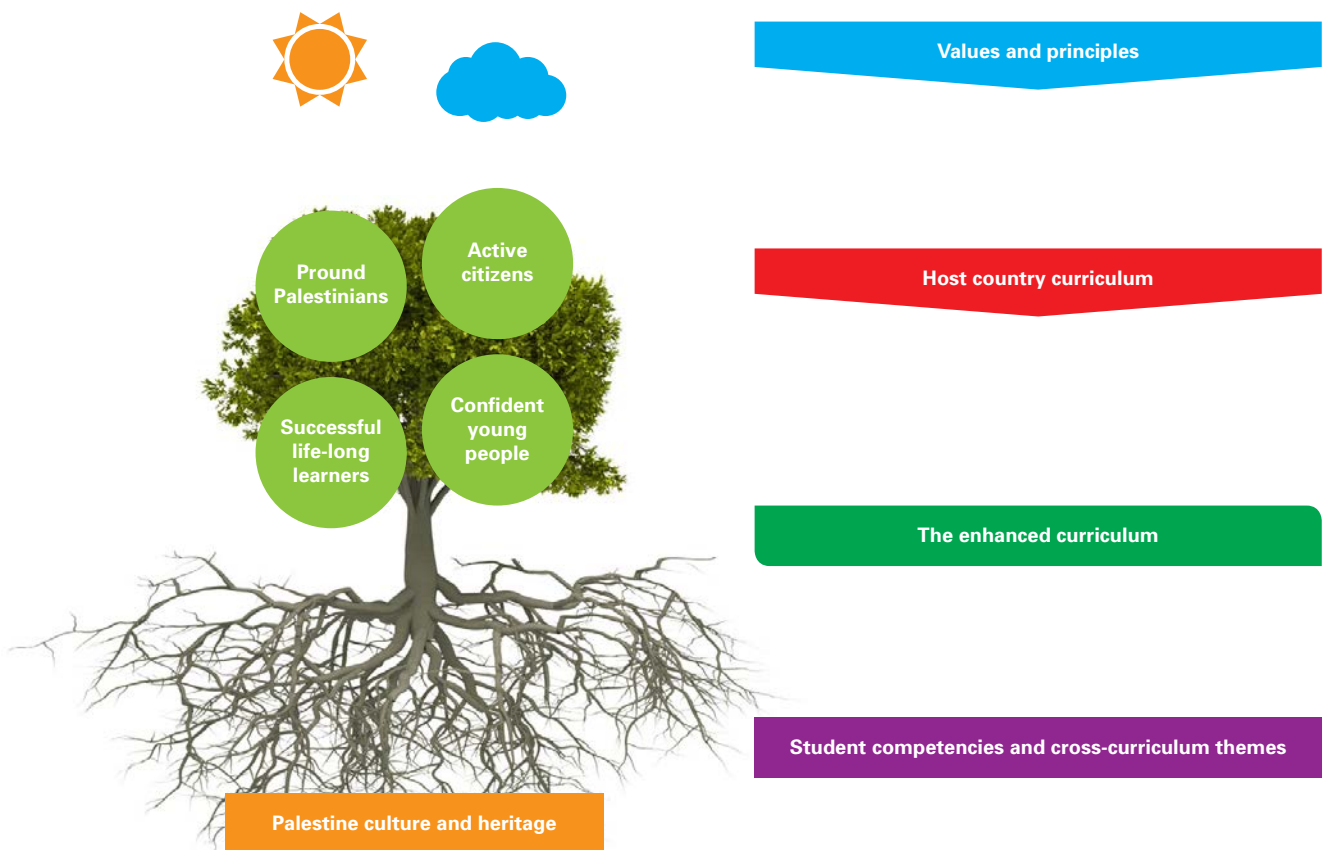 Values and principles
Pround
Palestinians
Active
citizens
Host country curriculum
Successful
life-long
learners
Confident
young
people
The enhanced curriculum
Student competencies and cross-curriculum themes
Palestine culture and heritage